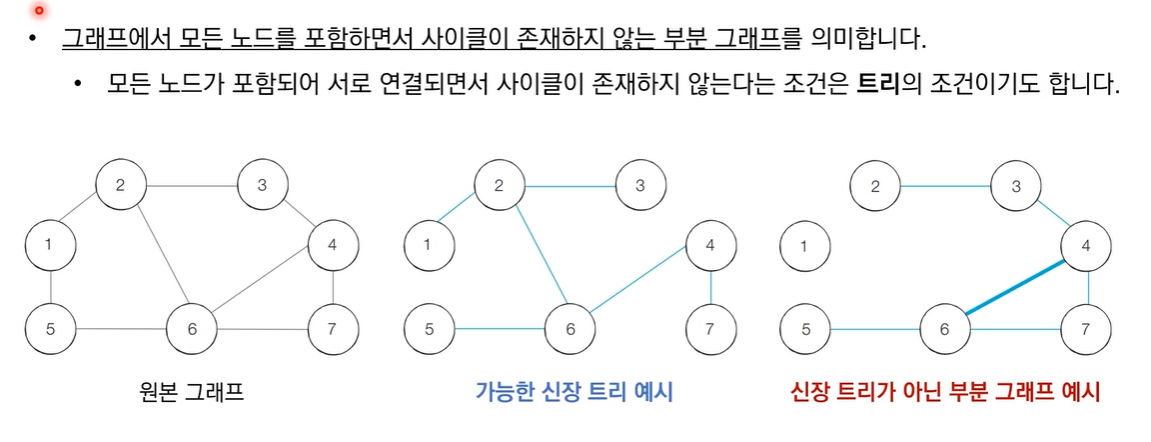 • 그래프에서 모든 노드를 포함하면서 사이클이 존재하지 않는 부분 그래프를 의미합니다.
• 모든 노드가 포함되어 서로 연결되면서 사이클이 존재하지 않는다는 조건은 트리의 조건이기도 합니다.
2 3
1 4
5 6 7
원본 그래프
2 3
1 4
5 6 7
가능한 신장 트리 예시
2 3
1 4
5 6 7
신장 트리가 아닌 부분 그래프 예시